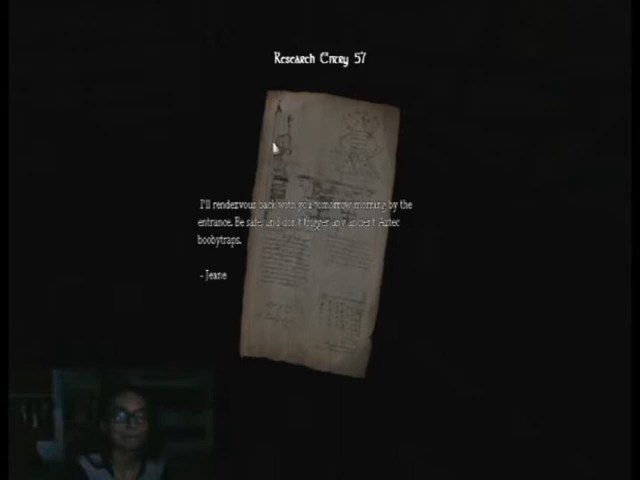 Research Entry 57
I'll rendezvous back with you tomorrow morning by the
entrance. Be safe and don't trigger any ancient Aztec
boobytraps.
- Jeane